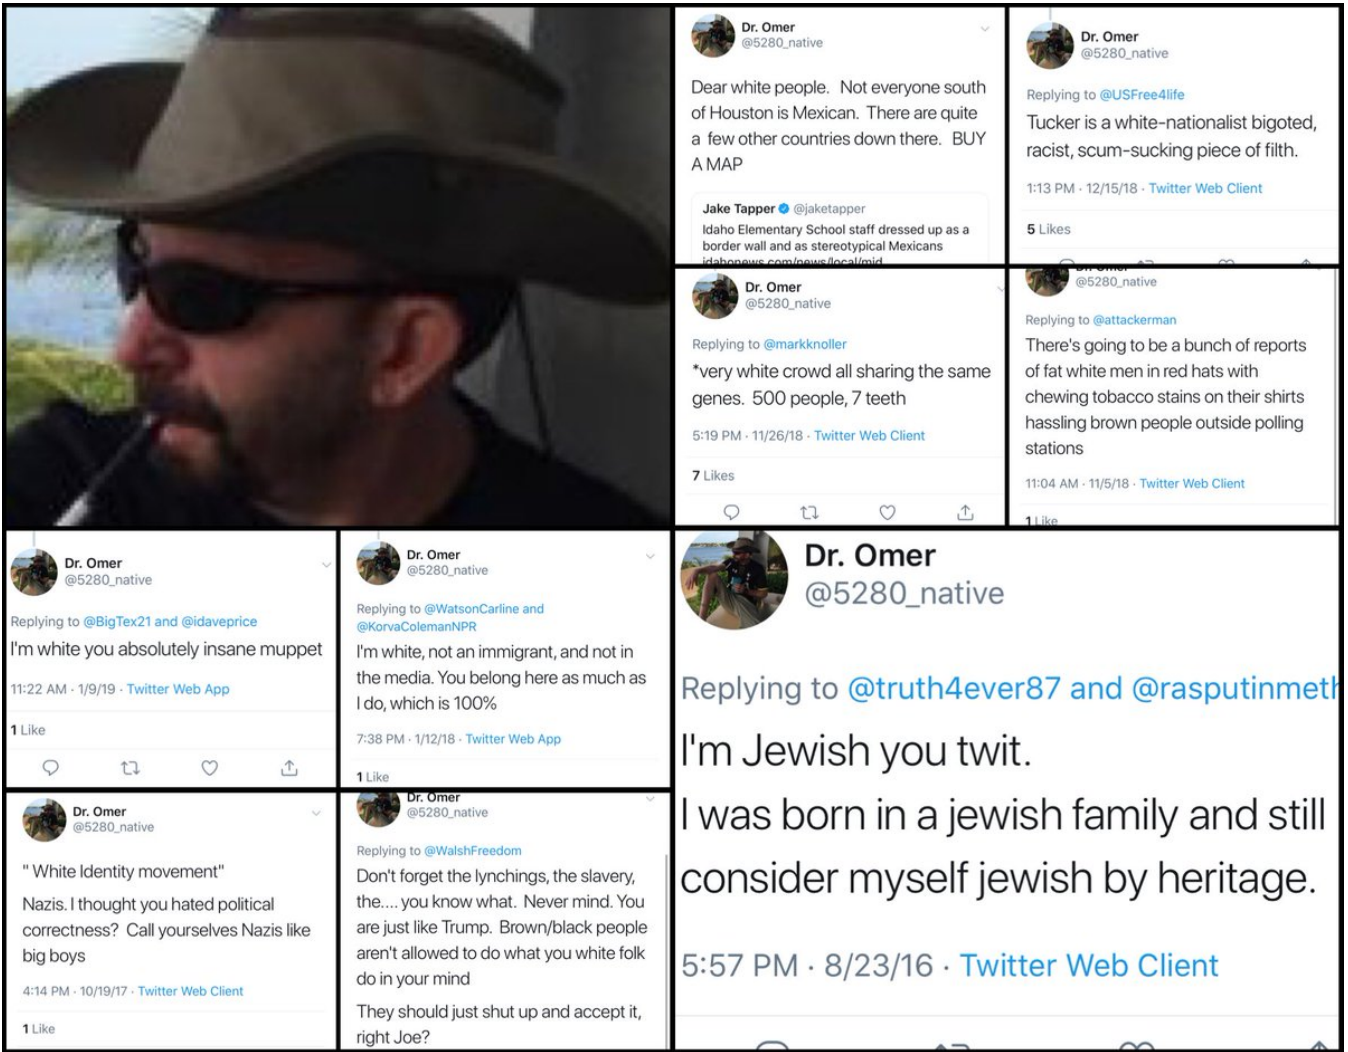 Dr. Omer
@5280_native
Dear white people. Not everyone south
of Houston is Mexican. There are quite
a few other countries down there. BUY
A MAP
Jake Tapper @jaketapper
Idaho Elementary School staff dressed up as a
border wall and as stereotypical Mexicans
idahonews.com/news/local/mid
Dr. Omer
@5280_native
Replying to @USFree4life
Tucker is a white-nationalist bigoted,
racist, scum-sucking piece of filth.
1:13 PM · 12/15/18 · Twitter Web Client
5 Likes
Dr. Omer
@5280_native
Replying to @markknoller
*very white crowd all sharing the same
genes. 500 people, 7 teeth
5:19 PM · 11/26/18 · Twitter Web Client
7 Likes
Dr. Omer
@5280_native
Replying to @attackerman
There's going to be a bunch of reports
of fat white men in red hats with
chewing tobacco stains on their shirts
hassling brown people outside polling
stations
11:04 AM · 11/5/18 · Twitter Web Client
1 Like
Dr. Omer
@5280_native
Replying to @BigTex21 and @idaveprice
I'm white you absolutely insane muppet
11:22 AM · 1/9/19 · Twitter Web App
1 Like
Dr. Omer
@5280_native
Replying to @WatsonCarline and
@KorvaColemanNPR
I'm white, not an immigrant, and not in
the media. You belong here as much as
I do, which is 100%
7:38 PM · 1/12/18 · Twitter Web App
1 Like
Dr. Omer
@5280_native
" White Identity movement"
Nazis. I thought you hated political
correctness? Call yourselves Nazis like
big boys
4:14 PM · 10/19/17 · Twitter Web Client
1 Like
Dr. Omer
@5280_native
Replying to @WalshFreedom
Don't forget the lynchings, the slavery,
the.... you know what. Never mind. You
are just like Trump. Brown/black people
aren't allowed to do what you white folk
do in your mind
They should just shut up and accept it,
right Joe?
Dr. Omer
@5280_native
Replying to @truth4ever87 and @rasputinmeth
I'm Jewish you twit.
I was born in a jewish family and still
consider myself jewish by heritage.
5:57 PM · 8/23/16 · Twitter Web Client